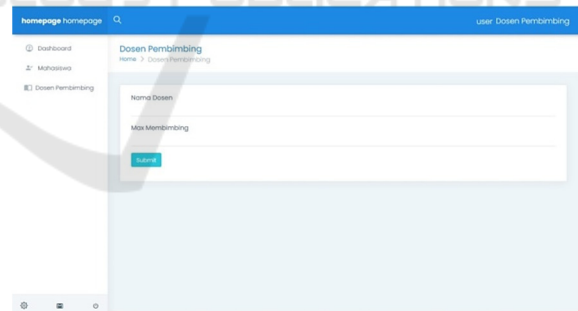 homepage homepage
user Dosen Pembimbing
Dashboard
Mahasiswa
Dosen Pembimbing
Dosen Pembimbing
Home > Dosen Pembimbing
Nama Dosen
Max Membimbing
Submit